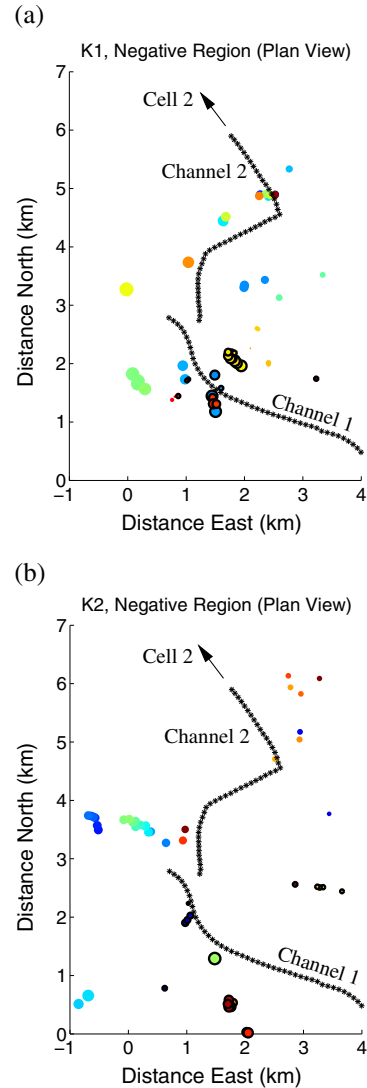 (a)
K1, Negative Region (Plan View)
7
6
5
4
3
2
1
0
Distance North (km)
Cell 2
Channel 2
Channel 1
−1 0 1 2 3 4
Distance East (km)
(b)
K2, Negative Region (Plan View)
7
6
5
4
3
2
1
0
Distance North (km)
Cell 2
Channel 2
Channel 1
−1 0 1 2 3 4
Distance East (km)